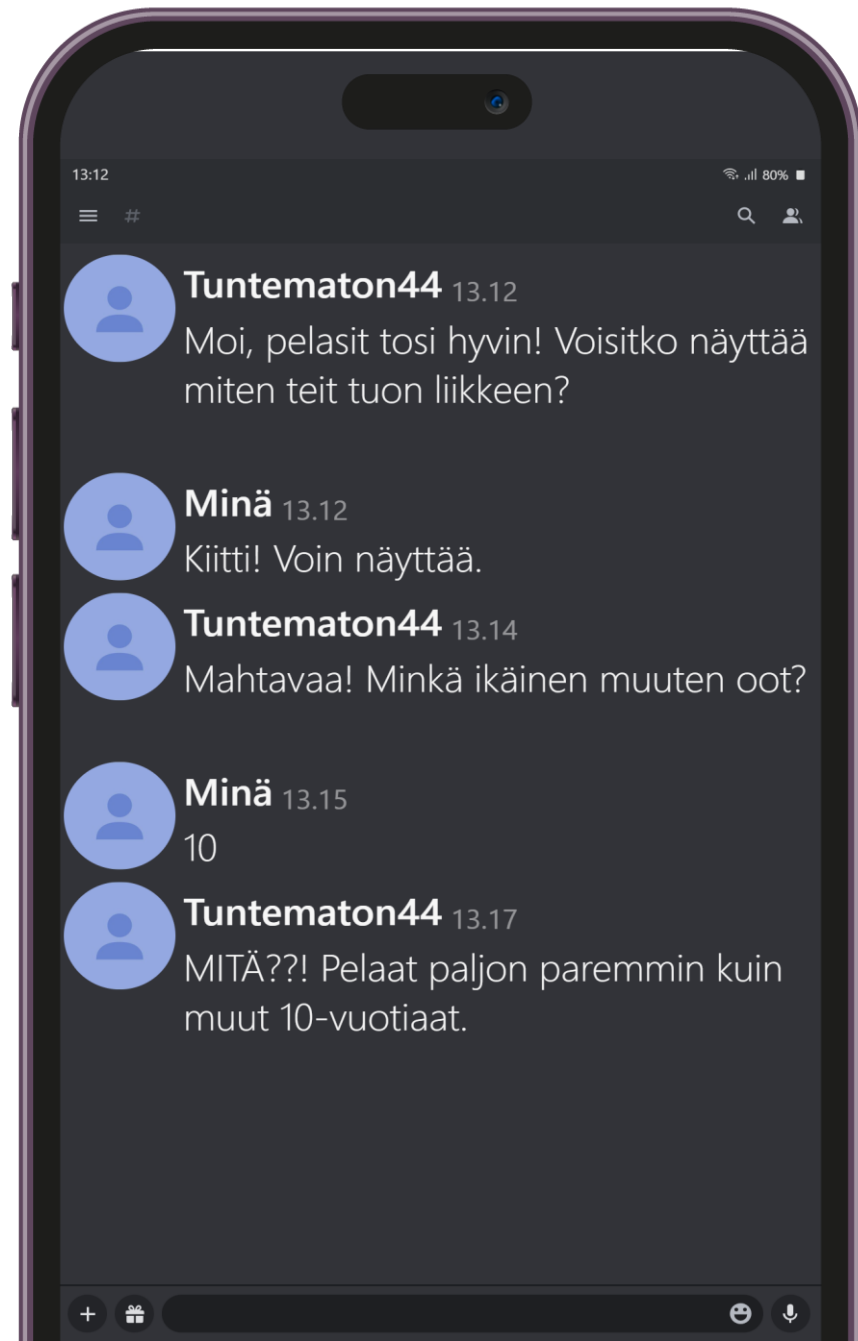 13:12
80%
#
Tuntematon44 13.12
Moi, pelasit tosi hyvin! Voisitko näyttää
miten teit tuon liikkeen?
Minä 13.12
Kiitti! Voin näyttää.
Tuntematon44 13.14
Mahtavaa! Minkä ikäinen muuten oot?
Minä 13.15
10
Tuntematon44 13.17
MITÄ??! Pelaat paljon paremmin kuin
muut 10-vuotiaat.